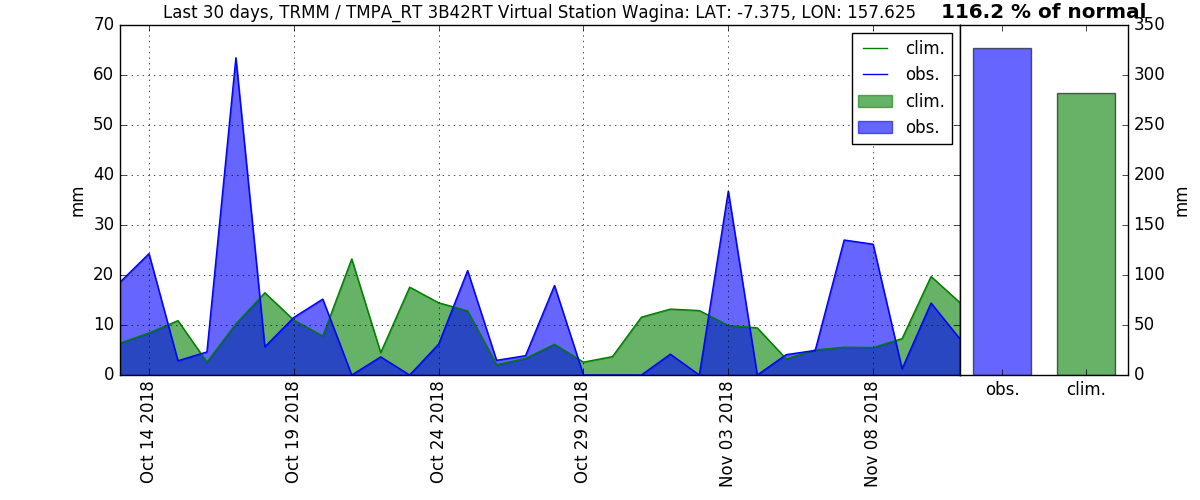 Last 30 days, TRMM / TMPA_RT 3B42RT Virtual Station Wagina: LAT: -7.375, LON: 157.625
116.2 % of normal
70
60
50
40
30
20
10
0
mm
clim.
obs.
clim.
obs.
350
300
250
200
150
100
50
0
mm
Oct 14 2018
Oct 19 2018
Oct 24 2018
Oct 29 2018
Nov 03 2018
Nov 08 2018
obs.
clim.